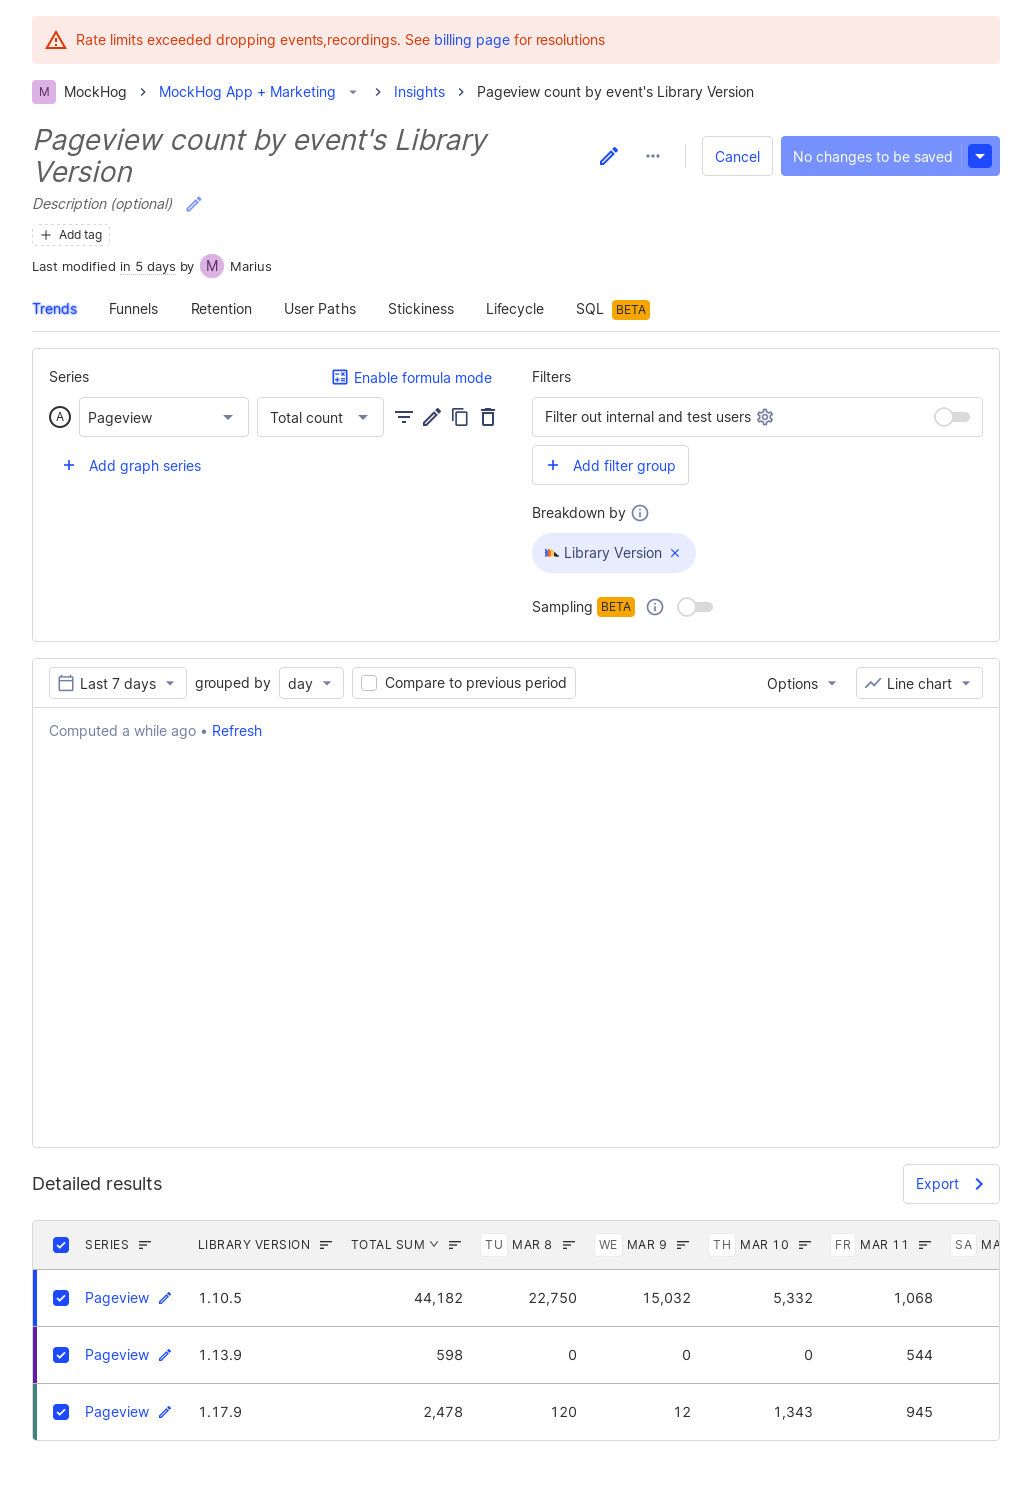 Rate limits exceeded dropping events,recordings. See billing page for resolutions
M MockHog MockHog App + Marketing Insights Pageview count by event's Library Version
Pageview count by event's Library
Version
Cancel No changes to be saved
Description (optional)
Add tag
Last modified in 5 days by M Marius
Trends Funnels Retention User Paths Stickiness Lifecycle SQL BETA
Series Enable formula mode
A Pageview Total count
Add graph series
Filters
Filter out internal and test users
Add filter group
Breakdown by
Library Version
Sampling BETA
Last 7 days grouped by day Compare to previous period Options Line chart
Computed a while ago • Refresh
Detailed results Export
SERIES LIBRARY VERSION TOTAL SUM TU MAR 8 WE MAR 9 TH MAR 10 FR MAR 11 SA MA
Pageview 1.10.5 44,182 22,750 15,032 5,332 1,068
Pageview 1.13.9 598 0 0 0 544
Pageview 1.17.9 2,478 120 12 1,343 945